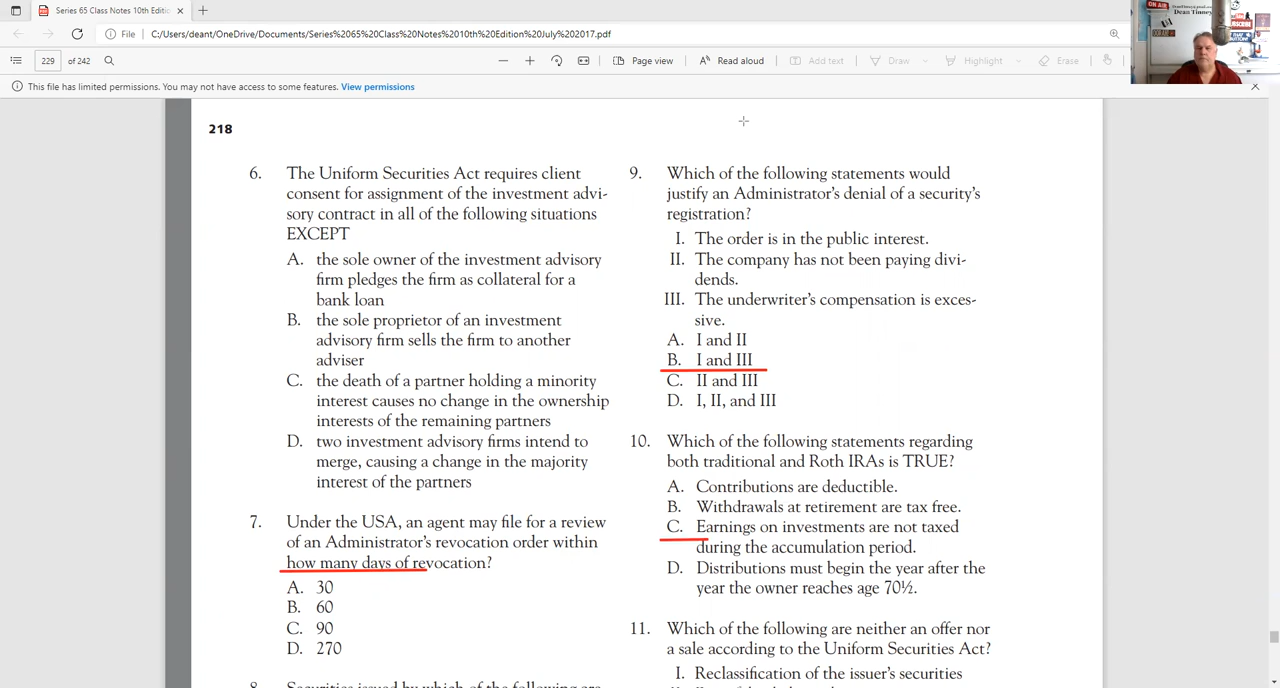 Series 65 Class Notes 10th Editio
File
C:/Users/deant/OneDrive/Documents/Series%2065%20Class%20Notes%2010th%20Edition%20July%202017.pdf
229 of 242
Page view
Read aloud
Add text
Draw
Highlight
Erase
This file has limited permissions. You may not have access to some features. View permissions
ON AIR
Dean Tinney
218
6. The Uniform Securities Act requires client
consent for assignment of the investment advi-
sory contract in all of the following situations
EXCEPT
A. the sole owner of the investment advisory
firm pledges the firm as collateral for a
bank loan
B. the sole proprietor of an investment
advisory firm sells the firm to another
adviser
C. the death of a partner holding a minority
interest causes no change in the ownership
interests of the remaining partners
D. two investment advisory firms intend to
merge, causing a change in the majority
interest of the partners
7. Under the USA, an agent may file for a review
of an Administrator's revocation order within
how many days of revocation?
A. 30
B. 60
C. 90
D. 270
8. Securities issued by which of the following are
9. Which of the following statements would
justify an Administrator's denial of a security's
registration?
I. The order is in the public interest.
II. The company has not been paying divi-
dends.
III. The underwriter's compensation is exces-
sive.
A. I and II
B. I and III
C. II and III
D. I, II, and III
10. Which of the following statements regarding
both traditional and Roth IRAs is TRUE?
A. Contributions are deductible.
B. Withdrawals at retirement are tax free.
C. Earnings on investments are not taxed
during the accumulation period.
D. Distributions must begin the year after the
year the owner reaches age 70½.
11. Which of the following are neither an offer nor
a sale according to the Uniform Securities Act?
I. Reclassification of the issuer's securities